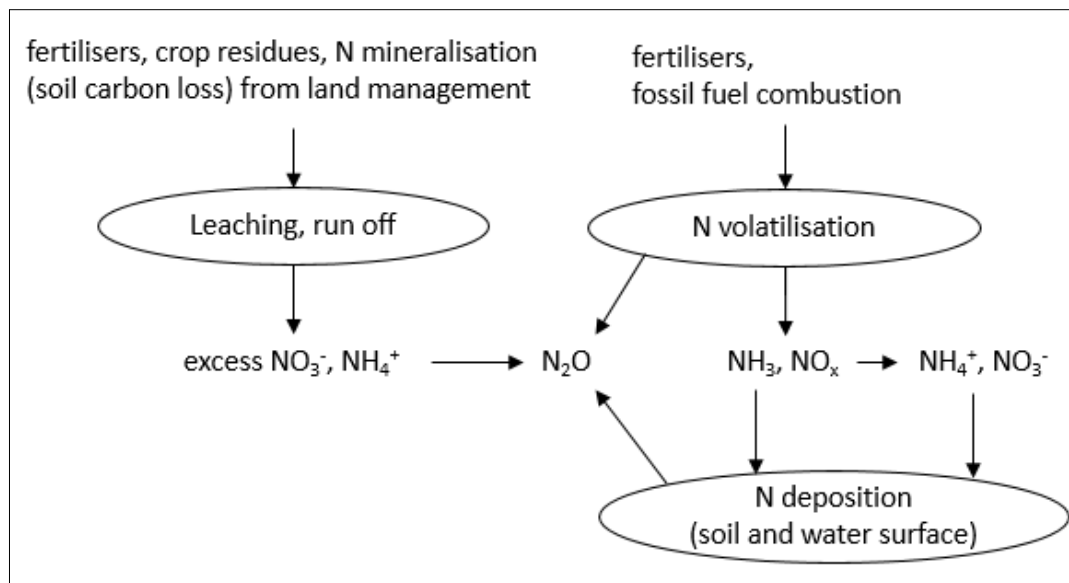 fertilisers, crop residues, N mineralisation
(soil carbon loss) from land management
fertilisers,
fossil fuel combustion
Leaching, run off
N volatilisation
excess NO₃⁻, NH₄⁺
N₂O
NH₃, NOₓ
NH₄⁺, NO₃⁻
N deposition
(soil and water surface)